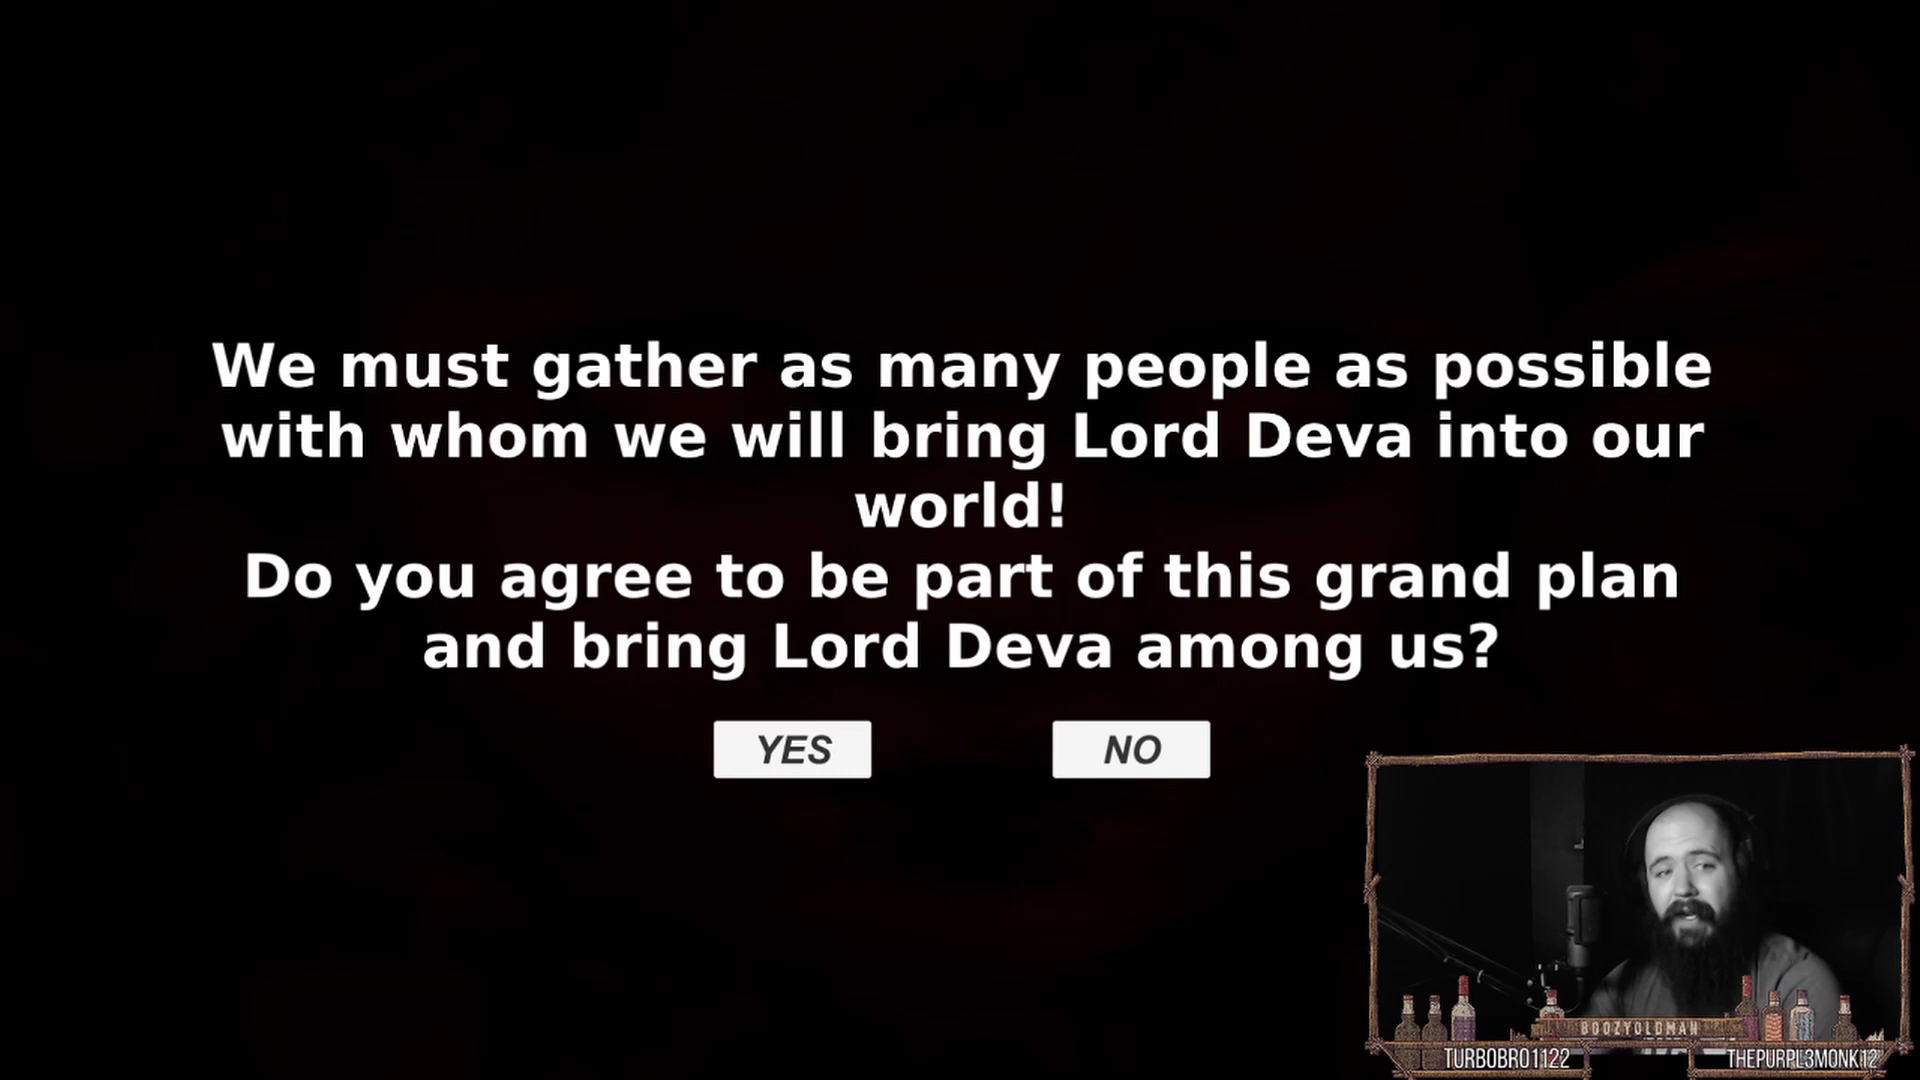 We must gather as many people as possible
with whom we will bring Lord Deva into our
world!
Do you agree to be part of this grand plan
and bring Lord Deva among us?
YES NO
BOOZYOLDMAN
TURBOBRO1122 THEPURPL3MONK12